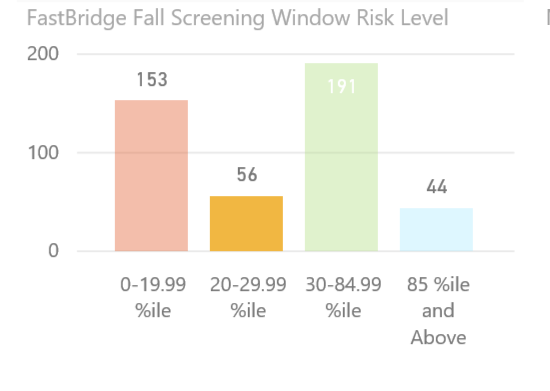 FastBridge Fall Screening Window Risk Level
200
153
191
100
56
44
0
0-19.99 20-29.99 30-84.99 85 %ile
%ile %ile %ile and
Above